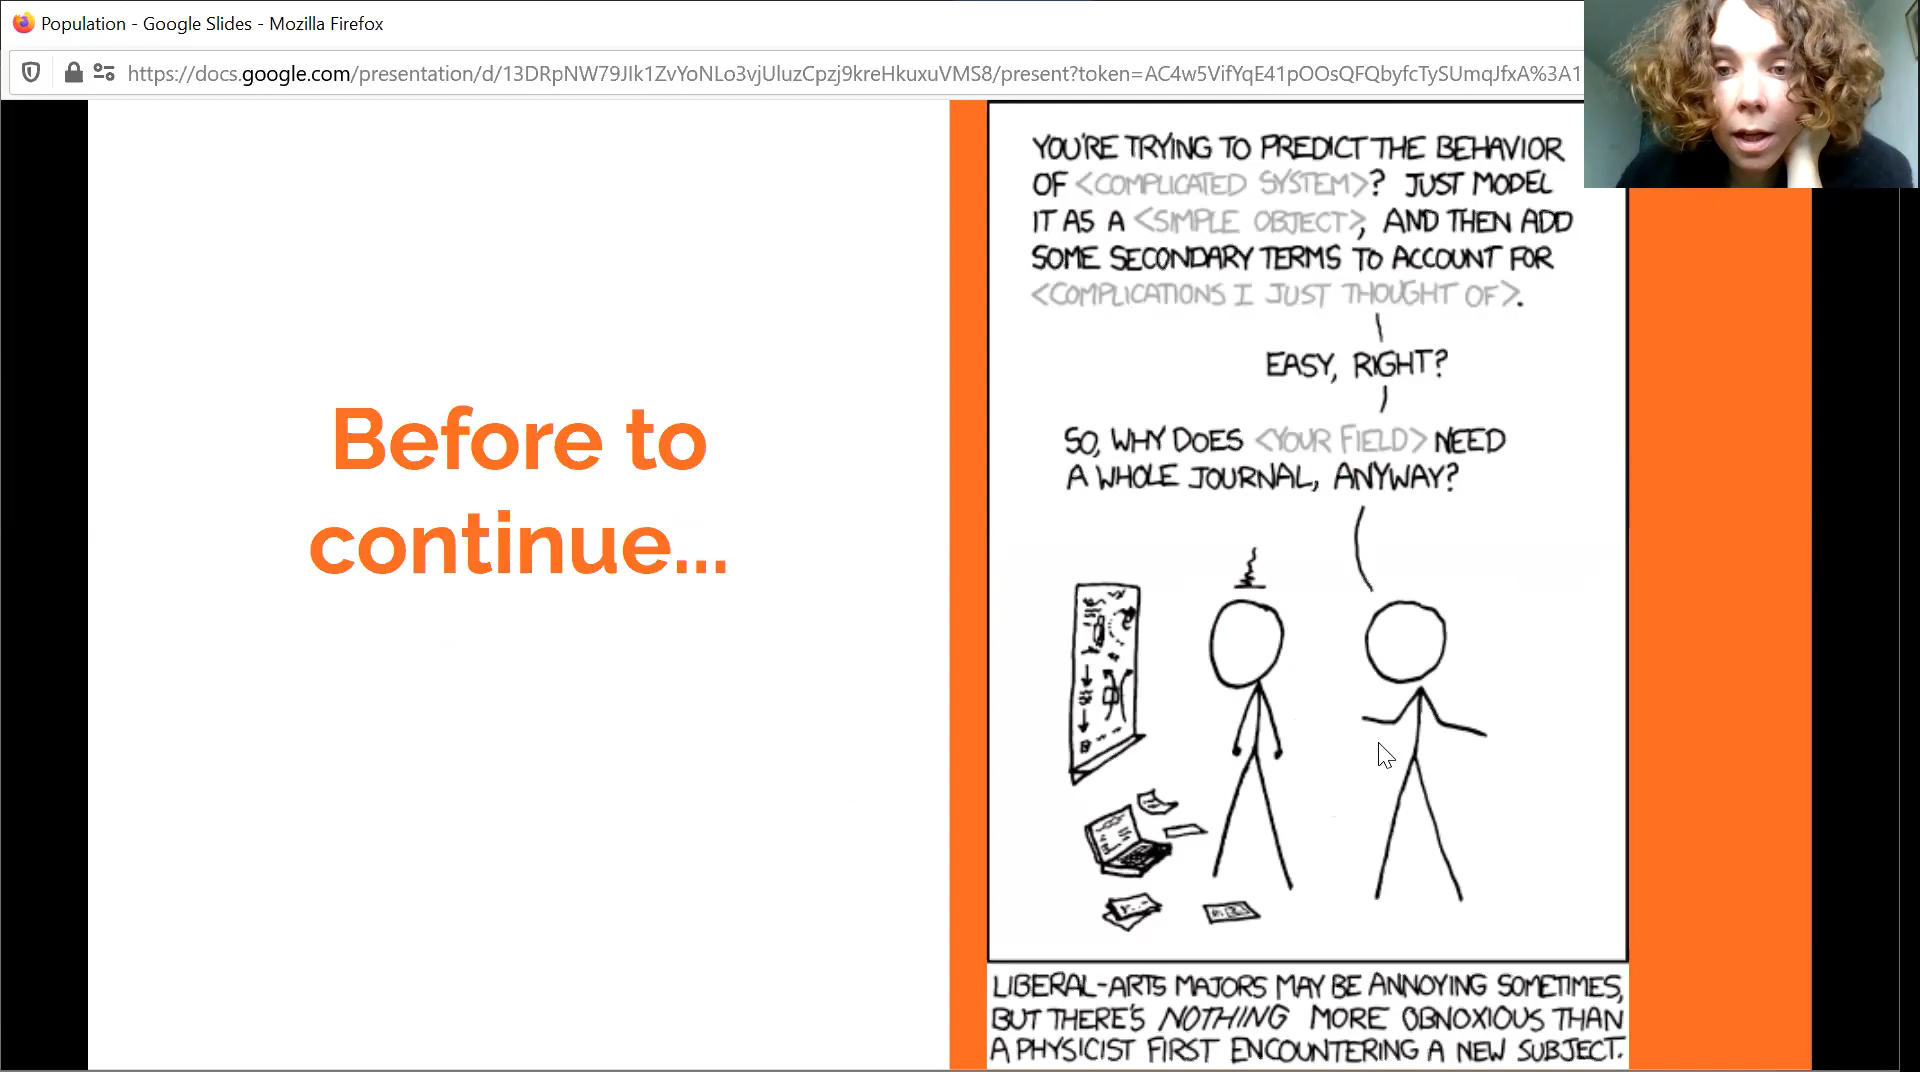 Population - Google Slides - Mozilla Firefox
https://docs.google.com/presentation/d/13DRpNW79JIk1ZvYoNLo3vjUluzCpzj9kreHkuxuVMS8/present?token=AC4w5VifYqE41pOOsQFQbyfcTySUmqJfxA%3A1
Before to
continue...
YOU'RE TRYING TO PREDICT THE BEHAVIOR
OF <COMPLICATED SYSTEM>? JUST MODEL
IT AS A <SIMPLE OBJECT>, AND THEN ADD
SOME SECONDARY TERMS TO ACCOUNT FOR
<COMPLICATIONS I JUST THOUGHT OF>.
EASY, RIGHT?
SO, WHY DOES <YOUR FIELD> NEED
A WHOLE JOURNAL, ANYWAY?
LIBERAL-ARTS MAJORS MAY BE ANNOYING SOMETIMES,
BUT THERE'S NOTHING MORE OBNOXIOUS THAN
A PHYSICIST FIRST ENCOUNTERING A NEW SUBJECT.